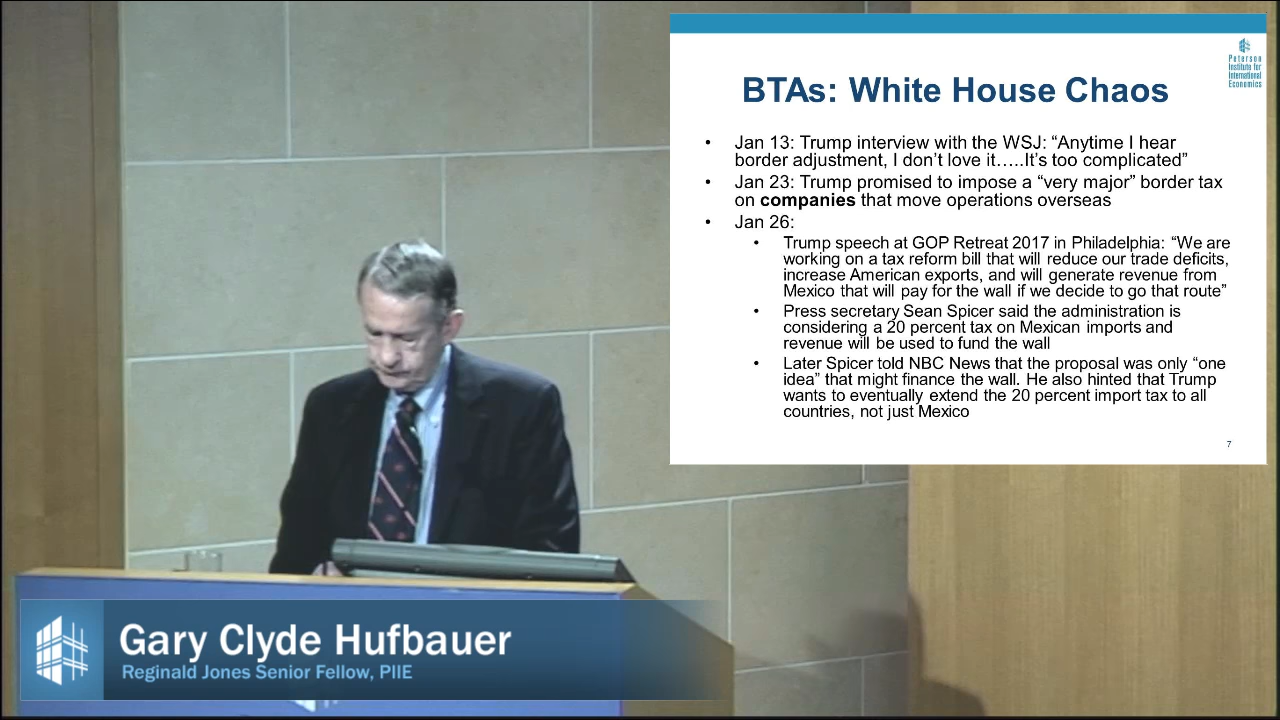 Peterson
Institute for
International
Economics
BTAs: White House Chaos
• Jan 13: Trump interview with the WSJ: “Anytime I hear
border adjustment, I don’t love it…..It’s too complicated”
• Jan 23: Trump promised to impose a “very major” border tax
on companies that move operations overseas
• Jan 26:
• Trump speech at GOP Retreat 2017 in Philadelphia: “We are
working on a tax reform bill that will reduce our trade deficits,
increase American exports, and will generate revenue from
Mexico that will pay for the wall if we decide to go that route”
• Press secretary Sean Spicer said the administration is
considering a 20 percent tax on Mexican imports and
revenue will be used to fund the wall
• Later Spicer told NBC News that the proposal was only “one
idea” that might finance the wall. He also hinted that Trump
wants to eventually extend the 20 percent import tax to all
countries, not just Mexico
7
Gary Clyde Hufbauer
Reginald Jones Senior Fellow, PIIE